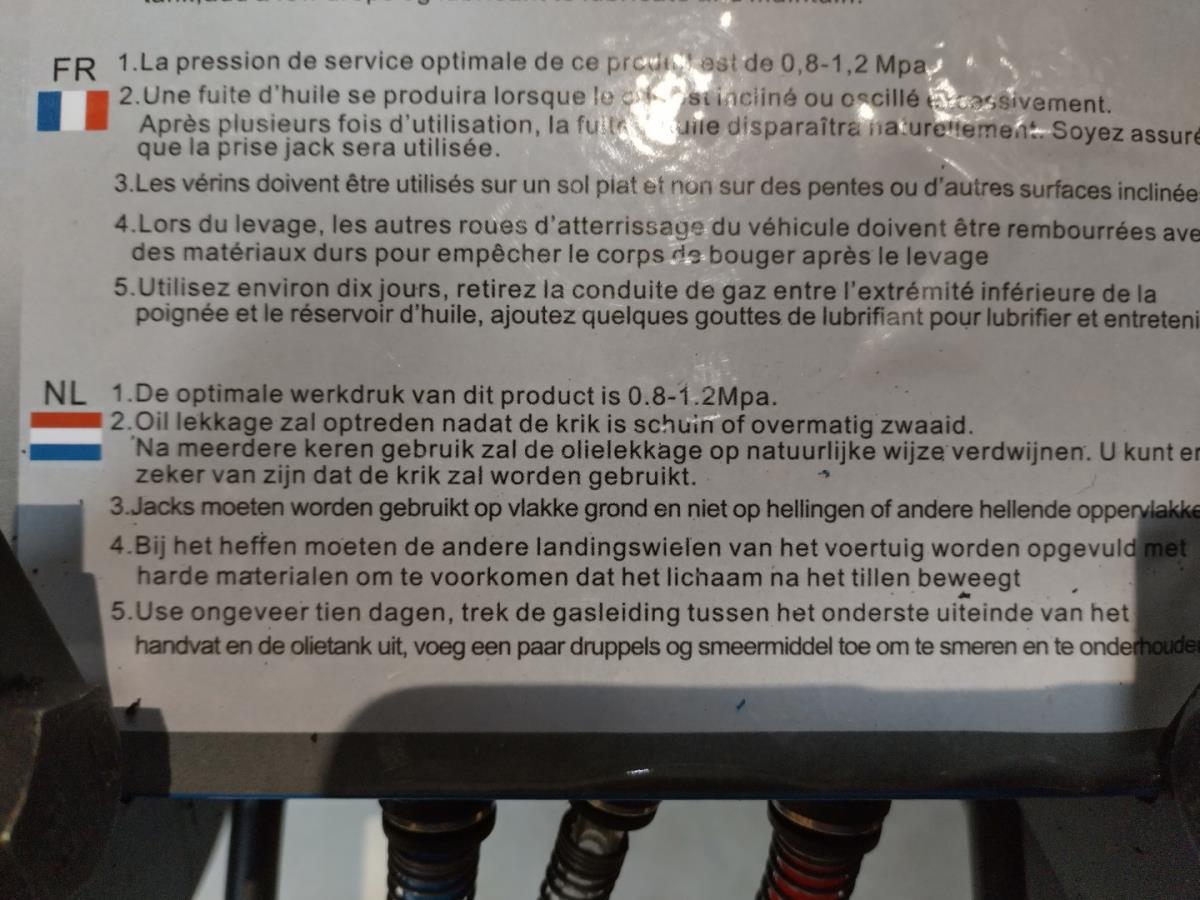 FR 1.La pression de service optimale de ce produit est de 0,8-1,2 Mpa.
2.Une fuite d'huile se produira lorsque le est incliné ou oscillé excessivement.
Après plusieurs fois d'utilisation, la fuite d'huile disparaîtra naturellement. Soyez assuré
que la prise jack sera utilisée.
3.Les vérins doivent être utilisés sur un sol plat et non sur des pentes ou d'autres surfaces inclinée
4.Lors du levage, les autres roues d'atterrissage du véhicule doivent être rembourrées ave
des matériaux durs pour empêcher le corps de bouger après le levage
5.Utilisez environ dix jours, retirez la conduite de gaz entre l'extrémité inférieure de la
poignée et le réservoir d'huile, ajoutez quelques gouttes de lubrifiant pour lubrifier et entreteni
NL 1.De optimale werkdruk van dit product is 0.8-1.2Mpa.
2.Oil lekkage zal optreden nadat de krik is schuin of overmatig zwaaid.
Na meerdere keren gebruik zal de olielekkage op natuurlijke wijze verdwijnen. U kunt er
zeker van zijn dat de krik zal worden gebruikt.
3.Jacks moeten worden gebruikt op vlakke grond en niet op hellingen of andere hellende oppervlakke
4.Bij het heffen moeten de andere landingswielen van het voertuig worden opgevuld met
harde materialen om te voorkomen dat het lichaam na het tillen beweegt
5.Use ongeveer tien dagen, trek de gasleiding tussen het onderste uiteinde van het
handvat en de olietank uit, voeg een paar druppels og smeermiddel toe om te smeren en te onderhouden